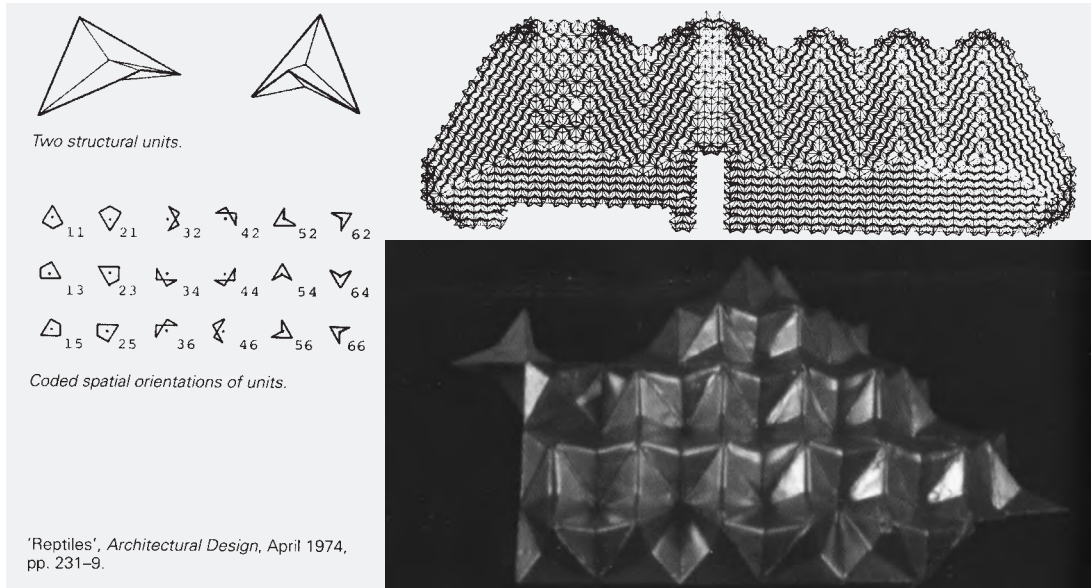 Two structural units.
11 21 32 42 52 62
13 23 34 44 54 64
15 25 36 46 56 66
Coded spatial orientations of units.
'Reptiles', Architectural Design, April 1974,
pp. 231–9.